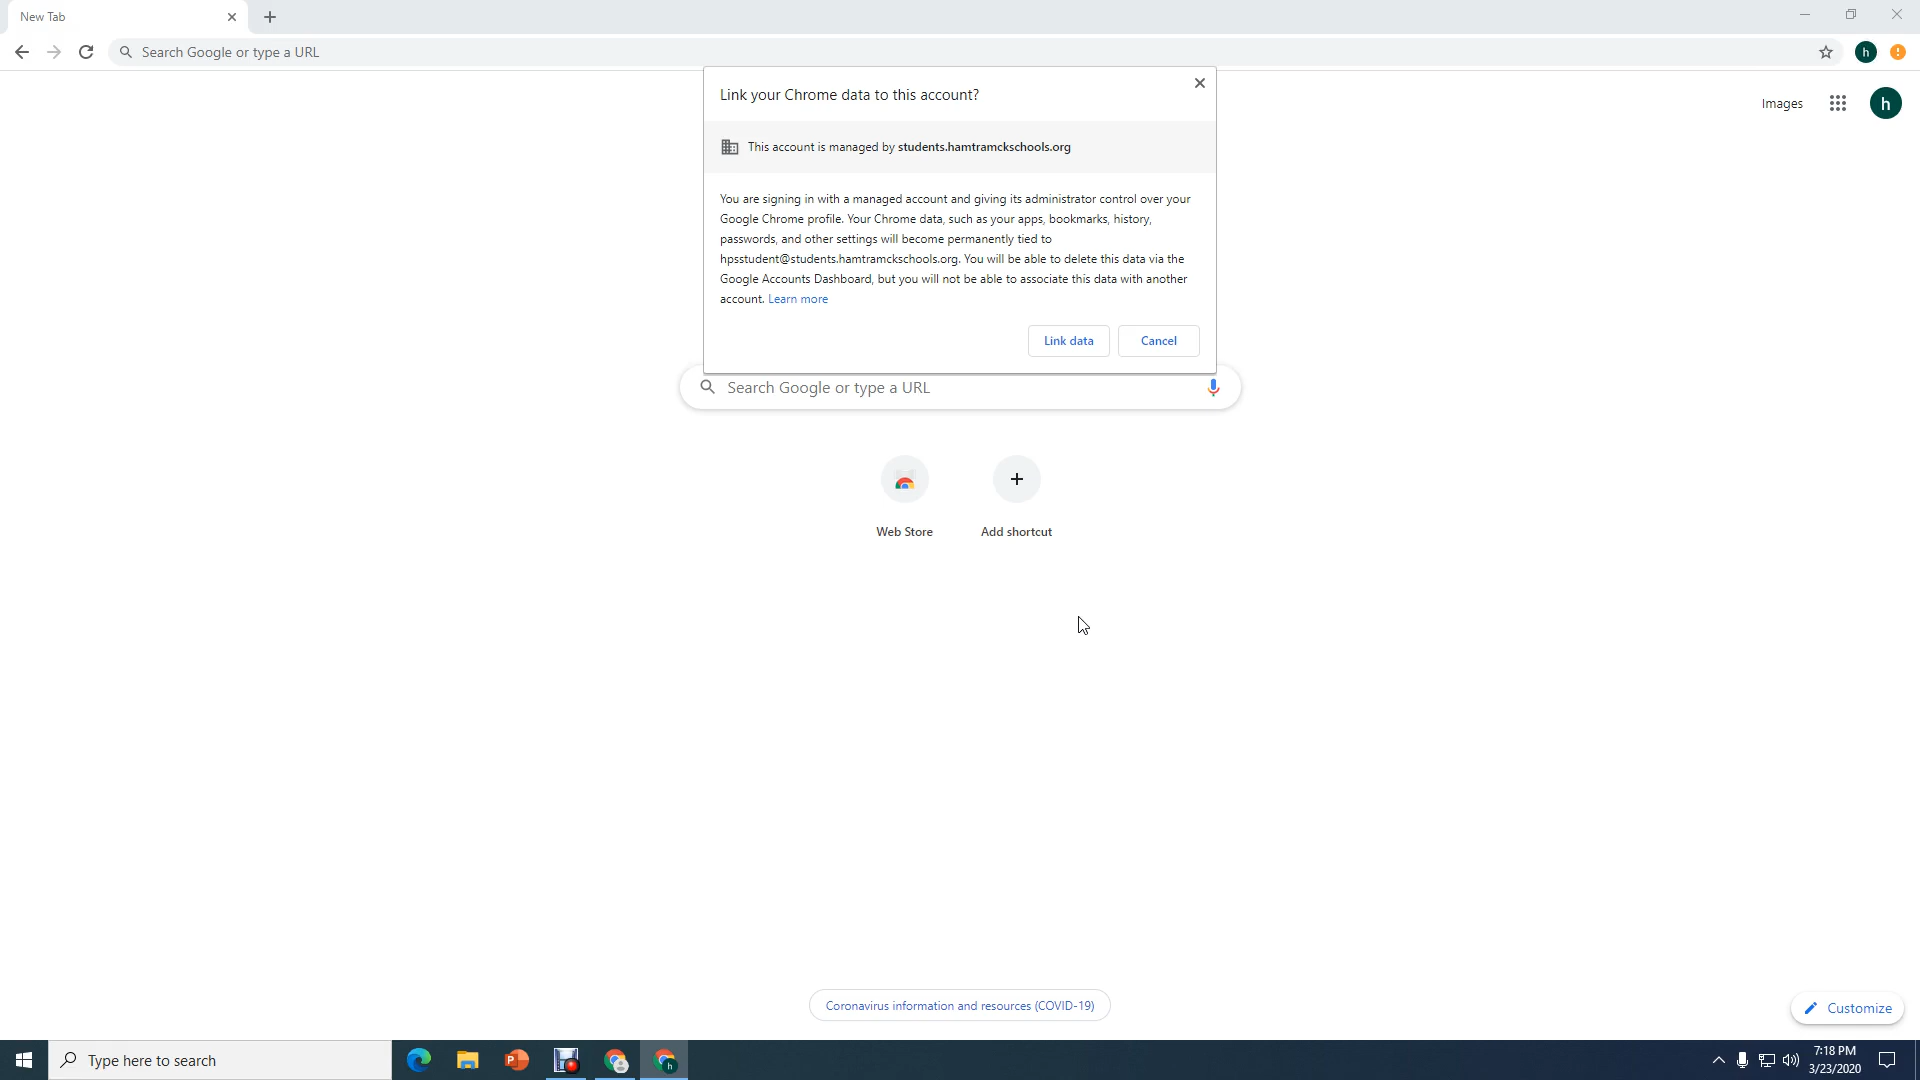 New Tab
Search Google or type a URL
h
Link your Chrome data to this account?
Images
h
This account is managed by students.hamtramckschools.org
You are signing in with a managed account and giving its administrator control over your
Google Chrome profile. Your Chrome data, such as your apps, bookmarks, history,
passwords, and other settings will become permanently tied to
hpsstudent@students.hamtramckschools.org. You will be able to delete this data via the
Google Accounts Dashboard, but you will not be able to associate this data with another
account. Learn more
Link data
Cancel
Search Google or type a URL
Web Store
Add shortcut
Coronavirus information and resources (COVID-19)
Customize
Type here to search
P
h
7:18 PM
3/23/2020